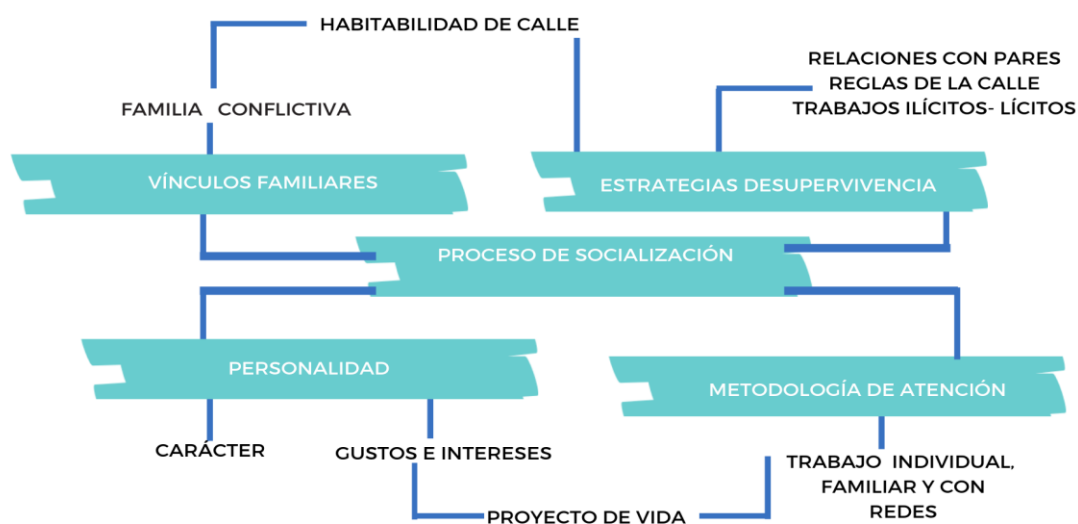 HABITABILIDAD DE CALLE
RELACIONES CON PARES
REGLAS DE LA CALLE
TRABAJOS ILÍCITOS- LÍCITOS
FAMILIA CONFLICTIVA
VÍNCULOS FAMILIARES
ESTRATEGIAS DESUPERVIVENCIA
PROCESO DE SOCIALIZACIÓN
PERSONALIDAD
METODOLOGÍA DE ATENCIÓN
CARÁCTER
GUSTOS E INTERESES
TRABAJO INDIVIDUAL,
FAMILIAR Y CON
REDES
PROYECTO DE VIDA